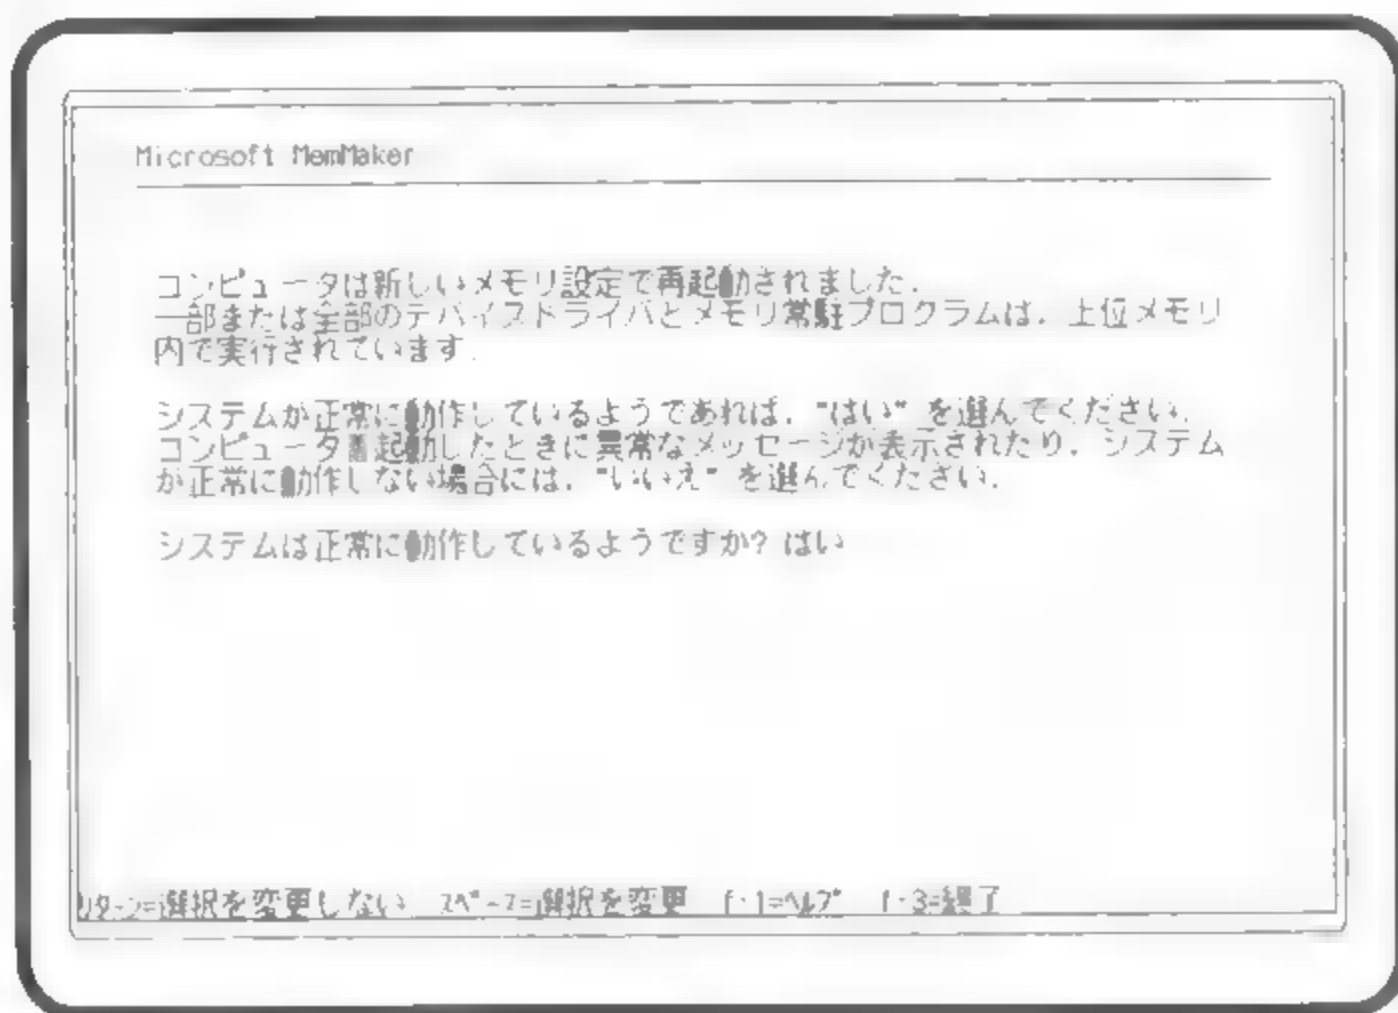 Microsoft MemMaker
コンピュータは新しいメモリ設定で再起動されました.
一部または全部のデバイスドライバとメモリ常駐プログラムは, 上位メモリ
内で実行されています.
システムが正常に動作しているようであれば, "はい" を選んでください.
コンピュータを起動したときに異常なメッセージが表示されたり, システム
が正常に動作しない場合には, "いいえ" を選んでください.
システムは正常に動作しているようですか? はい
リターン=選択を変更しない スペース=選択を変更 f・1=ヘルプ f・3=終了